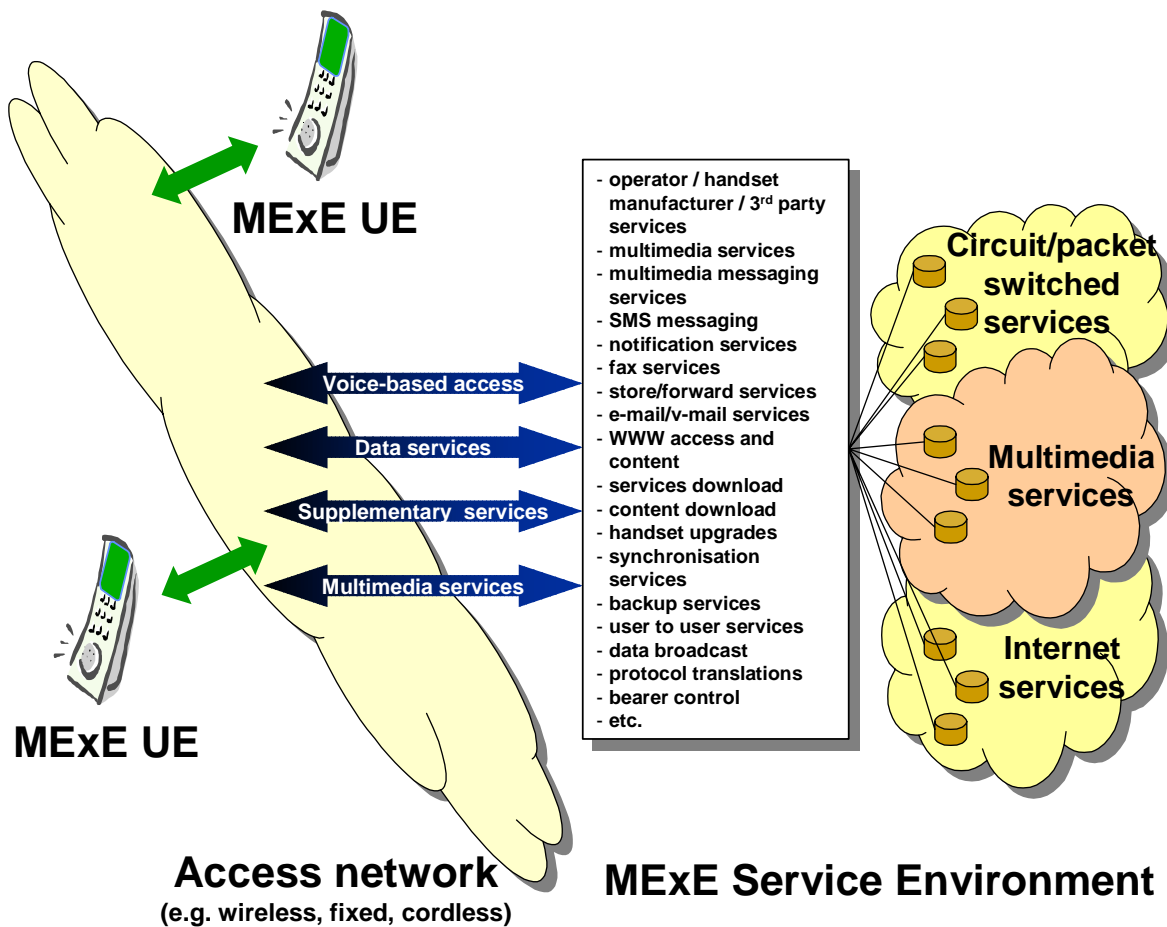 MExE UE
- operator / handset
manufacturer / 3rd party
services
- multimedia services
- multimedia messaging
services
- SMS messaging
- notification services
- fax services
- store/forward services
- e-mail/v-mail services
- WWW access and
content
- services download
- content download
- handset upgrades
- synchronisation
services
- backup services
- user to user services
- data broadcast
- protocol translations
- bearer control
- etc.
Circuit/packet
switched
services
Voice-based access
Data services
Supplementary services
Multimedia services
Multimedia
services
Internet
services
MExE UE
Access network
(e.g. wireless, fixed, cordless)
MExE Service Environment